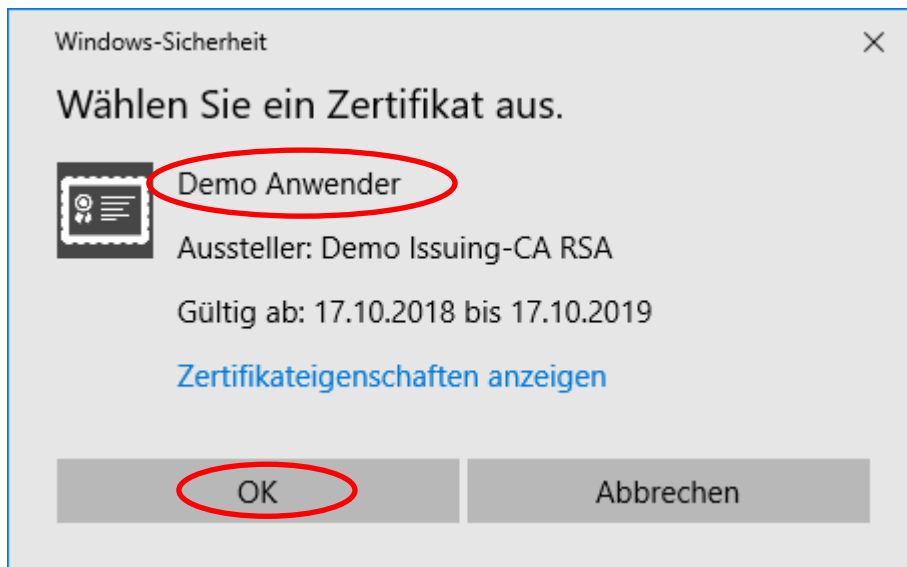 Windows-Sicherheit
Wählen Sie ein Zertifikat aus.
Demo Anwender
Aussteller: Demo Issuing-CA RSA
Gültig ab: 17.10.2018 bis 17.10.2019
Zertifikateigenschaften anzeigen
OK
Abbrechen